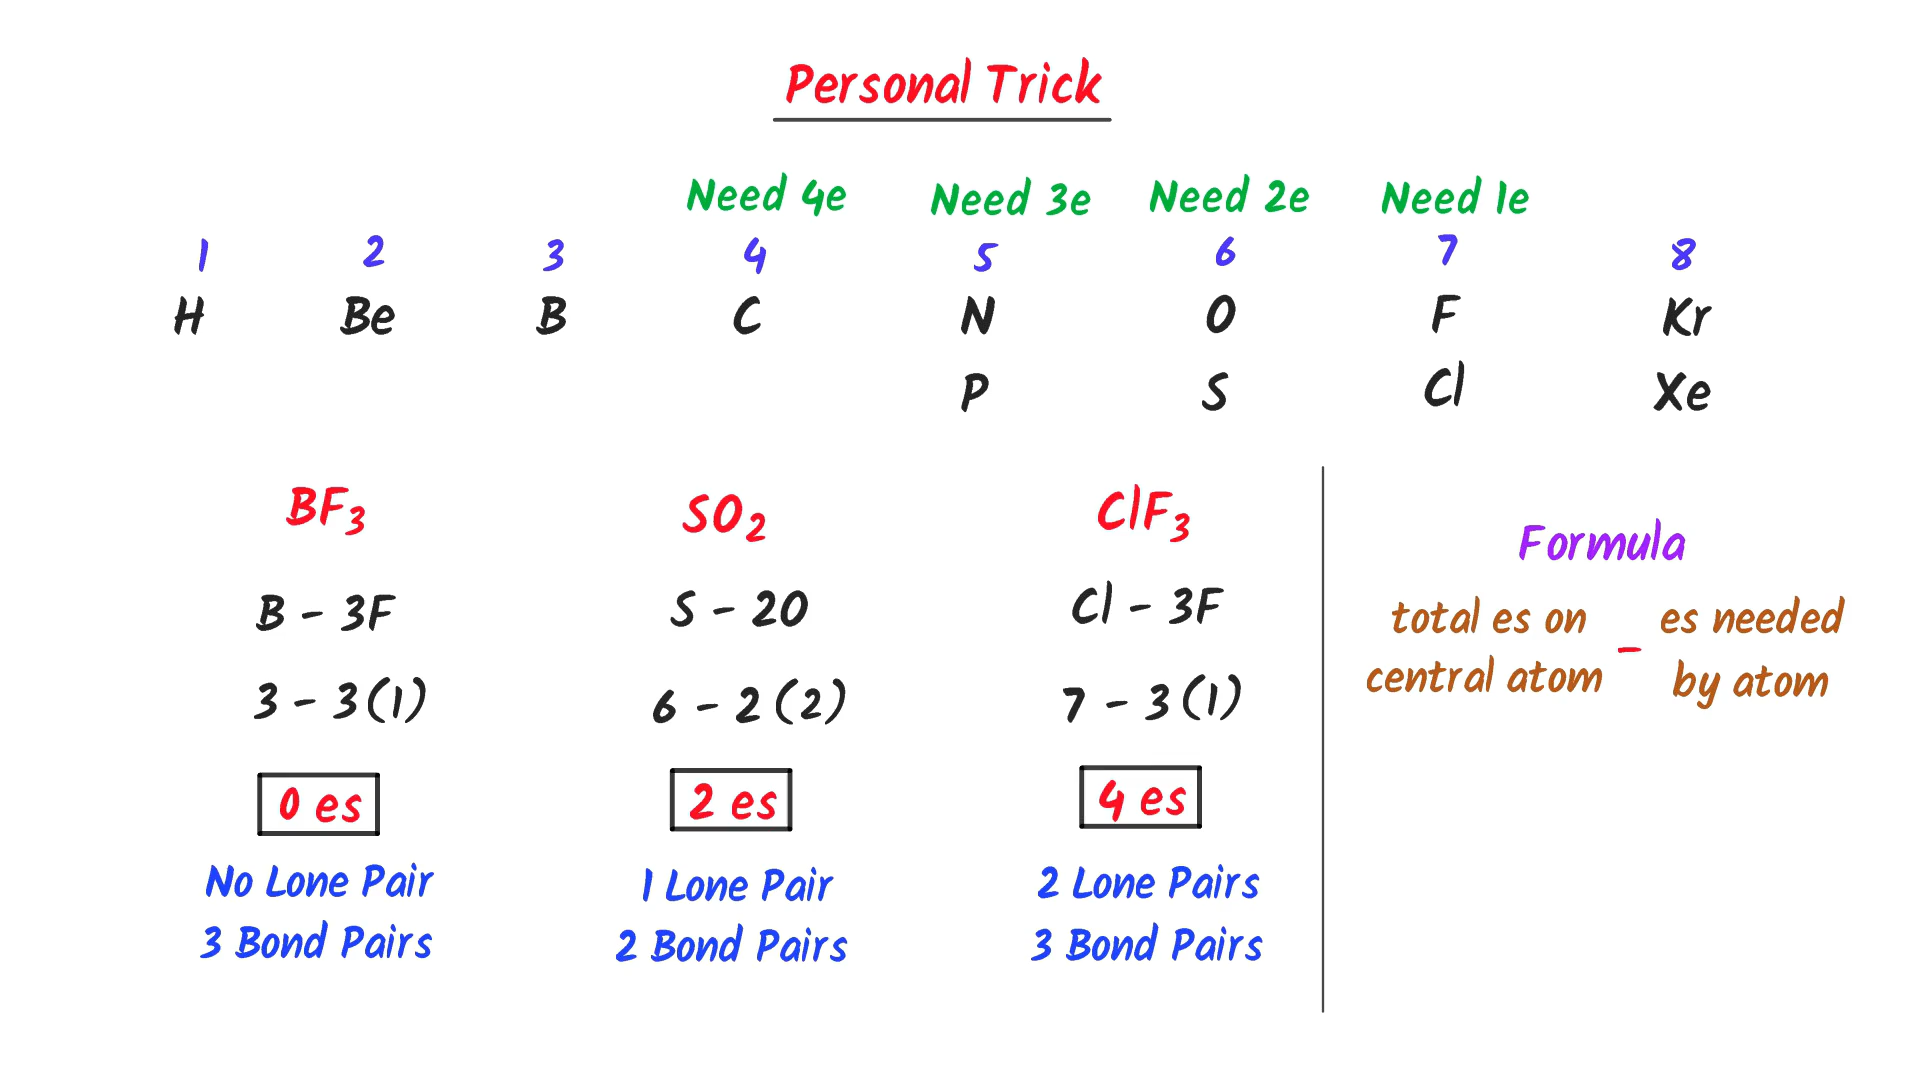 Personal Trick
Need 4e Need 3e Need 2e Need 1e
1 2 3 4 5 6 7 8
H Be B C N O F Kr
P S Cl Xe
BF₃ SO₂ ClF₃
B - 3F S - 2O Cl - 3F
3 - 3(1) 6 - 2(2) 7 - 3(1)
0 es 2 es 4 es
No Lone Pair 1 Lone Pair 2 Lone Pairs
3 Bond Pairs 2 Bond Pairs 3 Bond Pairs
Formula
total es on
central atom
-
es needed
by atom